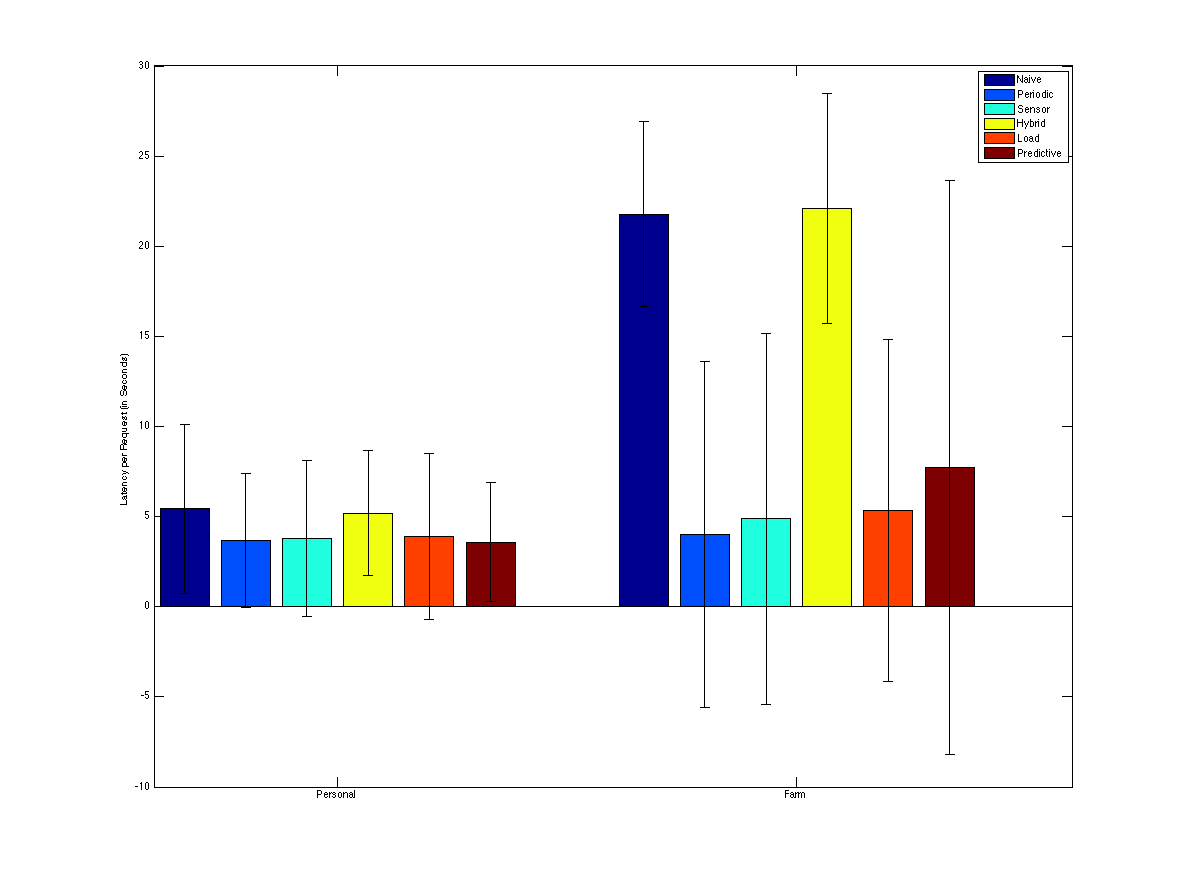 30
25
20
15
10
5
0
-5
-10
Latency per Request (in Seconds)
Personal
Farm
Naive
Periodic
Sensor
Hybrid
Load
Predictive